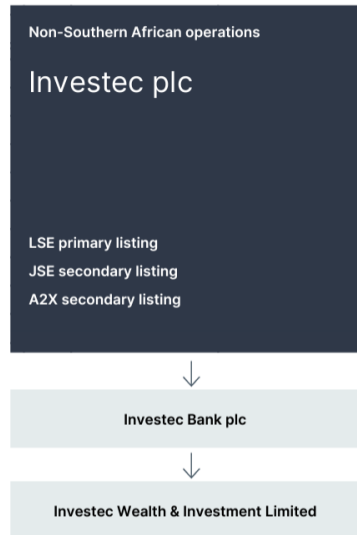 Non-Southern African operations
Investec plc
LSE primary listing
JSE secondary listing
A2X secondary listing
Investec Bank plc
Investec Wealth & Investment Limited